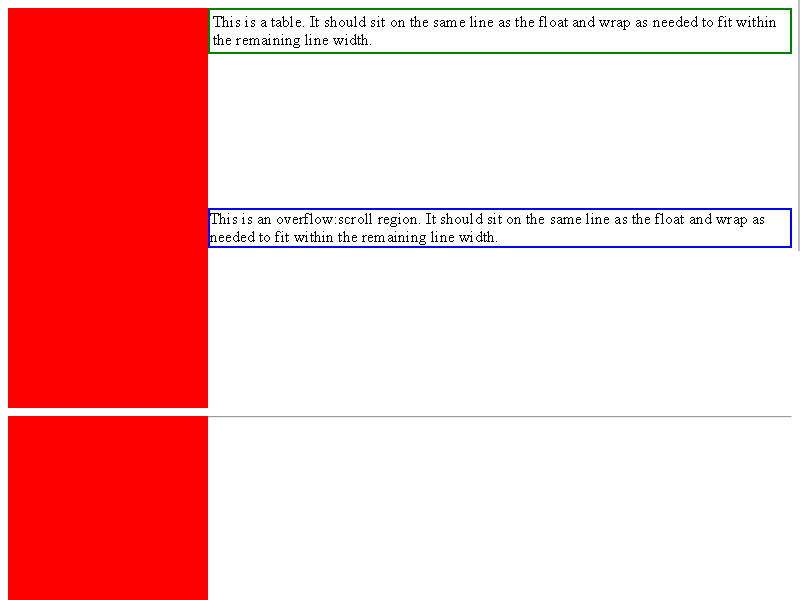 This is a table. It should sit on the same line as the float and wrap as needed to fit within
the remaining line width.
This is an overflow:scroll region. It should sit on the same line as the float and wrap as
needed to fit within the remaining line width.